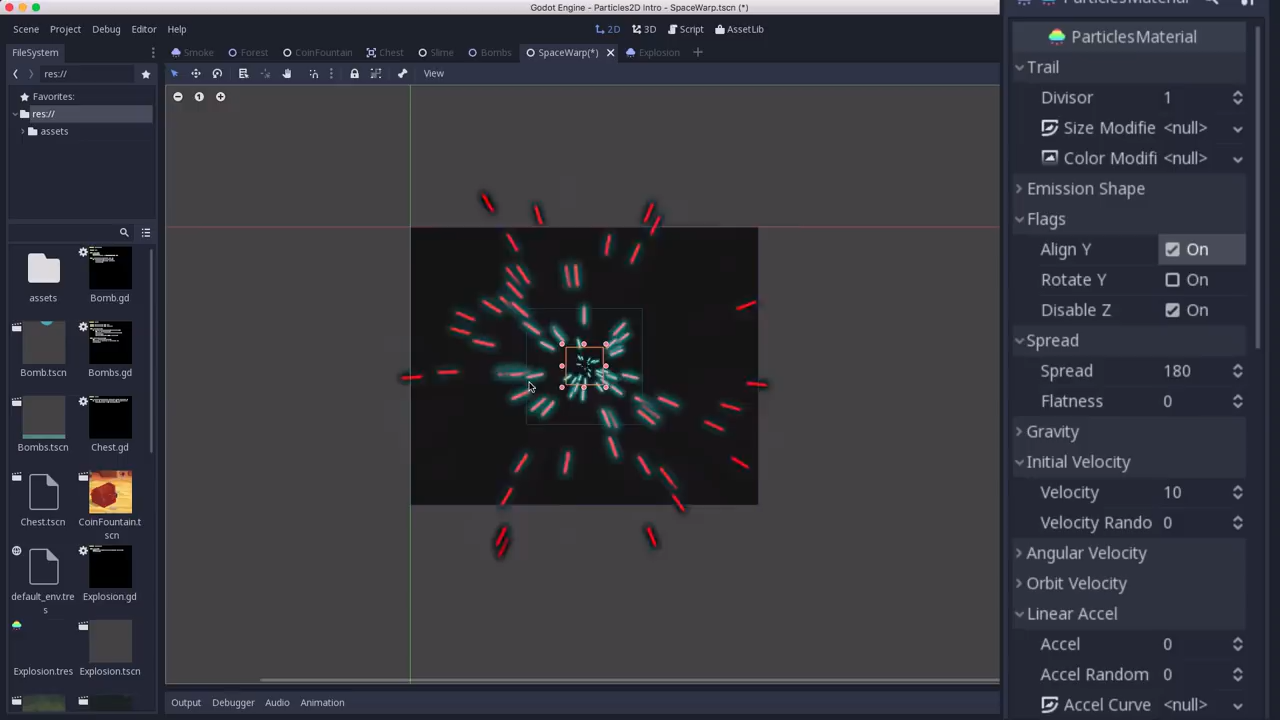 Godot Engine - Particles2D Intro - SpaceWarp.tscn (*)
ParticlesMaterial
Scene Project Debug Editor Help
2D 3D Script AssetLib
ParticlesMaterial
FileSystem
Smoke Forest CoinFountain Chest Slime Bombs SpaceWarp(*) Explosion
res://
View
Favorites:
res://
assets
assets
Bomb.gd
Bomb.tscn
Bombs.gd
Bombs.tscn
Chest.gd
Chest.tscn
CoinFountain.t
scn
default_env.tre
s
Explosion.gd
Explosion.tres
Explosion.tscn
Trail
Divisor 1
Size Modifie <null>
Color Modifi <null>
Emission Shape
Flags
Align Y On
Rotate Y On
Disable Z On
Spread
Spread 180
Flatness 0
Gravity
Initial Velocity
Velocity 10
Velocity Rando 0
Angular Velocity
Orbit Velocity
Linear Accel
Accel 0
Accel Random 0
Accel Curve <null>
Output Debugger Audio Animation